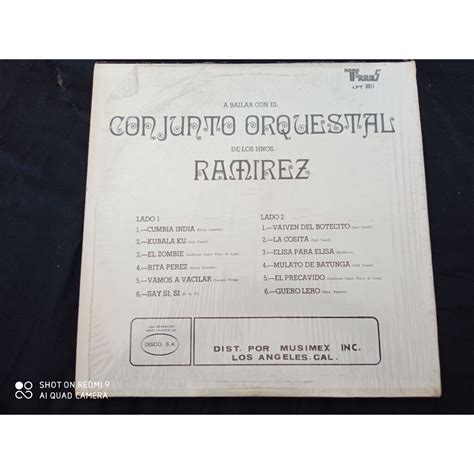 LPT 3011
A BAILAR CON EL
CONJUNTO ORQUESTAL
DE LOS HNOS.
RAMIREZ
LADO 1
1.—CUMBIA INDIA
2.—KUBALA KU
3.—EL ZOMBIE
4.—RITA PEREZ
5.—VAMOS A VACILAR
6.—SAY SI, SI
LADO 2
1.—VAIVEN DEL BOTECITO
2.—LA COSITA
3.—ELISA PARA ELISA
4.—MULATO DE BATUNGA
5.—EL PRECAVIDO
6.—GUERO LERO
DISCO, S.A.
DIST. POR MUSIMEX INC.
LOS ANGELES, CAL.
SHOT ON REDMI 9
AI QUAD CAMERA